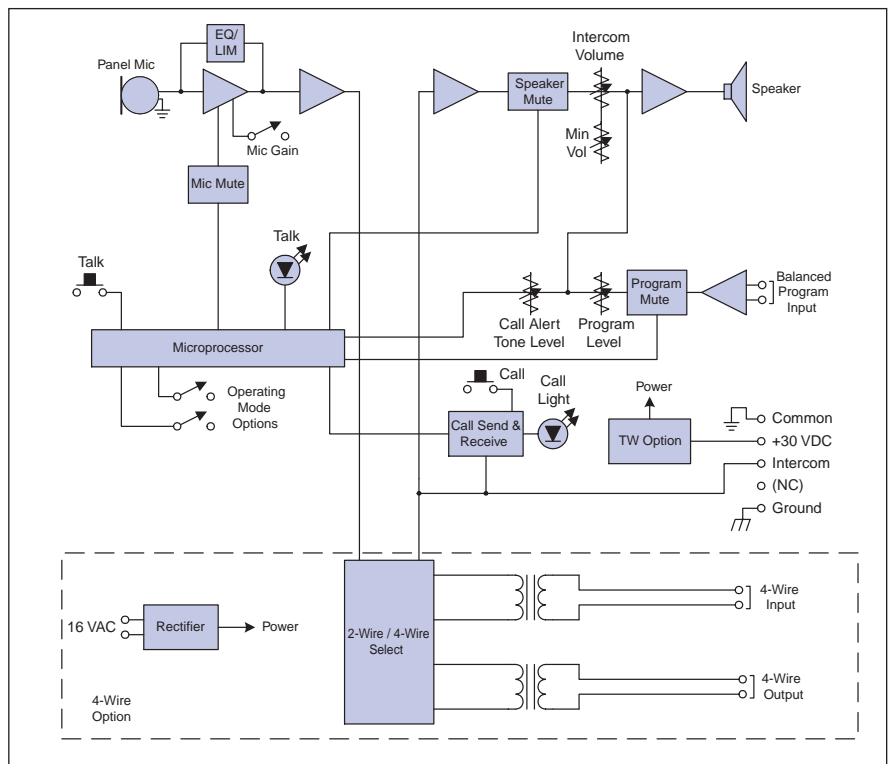 EQ/
LIM
Panel Mic
Mic Gain
Mic Mute
Intercom
Volume
Speaker
Mute
Speaker
Min
Vol
Talk
Talk
Program
Mute
Balanced
Program
Input
Call Alert
Tone Level
Program
Level
Microprocessor
Operating
Mode
Options
Call
Call
Light
Call Send &
Receive
Power
TW Option
Common
+30 VDC
Intercom
(NC)
Ground
16 VAC
Rectifier
Power
2-Wire / 4-Wire
Select
4-Wire
Input
4-Wire
Output
4-Wire
Option